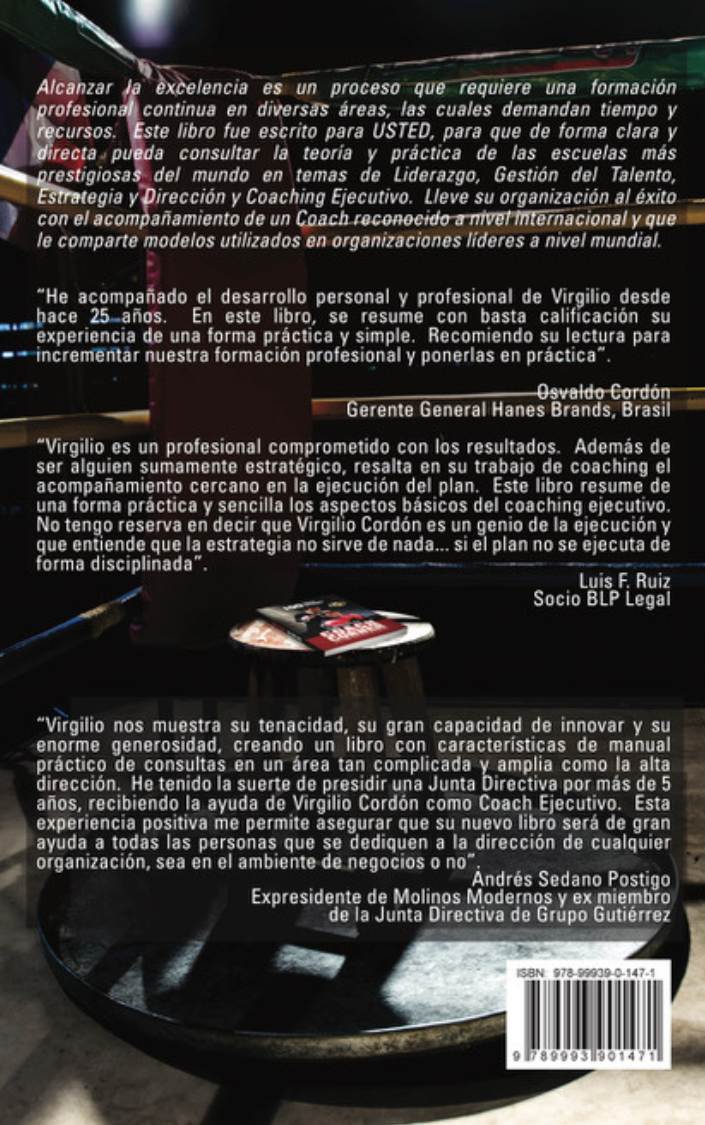 Alcanzar la excelencia es un proceso que requiere una formación
profesional continua en diversas áreas, las cuales demandan tiempo y
recursos. Este libro fue escrito para USTED, para que de forma clara y
directa pueda consultar la teoría y práctica de las escuelas más
prestigiosas del mundo en temas de Liderazgo, Gestión del Talento,
Estrategia y Dirección y Coaching Ejecutivo. Lleve su organización al éxito
con el acompañamiento de un Coach reconocido a nivel internacional y que
le comparte modelos utilizados en organizaciones líderes a nivel mundial.
“He acompañado el desarrollo personal y profesional de Virgilio desde
hace 25 años. En este libro, se resume con basta calificación su
experiencia de una forma práctica y simple. Recomiendo su lectura para
incrementar nuestra formación profesional y ponerlas en práctica”.
Osvaldo Cordón
Gerente General Hanes Brands, Brasil
“Virgilio es un profesional comprometido con los resultados. Además de
ser alguien sumamente estratégico, resalta en su trabajo de coaching el
acompañamiento cercano en la ejecución del plan. Este libro resume de
una forma práctica y sencilla los aspectos básicos del coaching ejecutivo.
No tengo reserva en decir que Virgilio Cordón es un genio de la ejecución y
que entiende que la estrategia no sirve de nada... si el plan no se ejecuta de
forma disciplinada”.
Luis F. Ruiz
Socio BLP Legal
“Virgilio nos muestra su tenacidad, su gran capacidad de innovar y su
enorme generosidad, creando un libro con características de manual
práctico de consultas en un área tan complicada y amplia como la alta
dirección. He tenido la suerte de presidir una Junta Directiva por más de 5
años, recibiendo la ayuda de Virgilio Cordón como Coach Ejecutivo. Esta
experiencia positiva me permite asegurar que su nuevo libro será de gran
ayuda a todas las personas que se dediquen a la dirección de cualquier
organización, sea en el ambiente de negocios o no”.
Andrés Sedano Postigo
Expresidente de Molinos Modernos y ex miembro
de la Junta Directiva de Grupo Gutiérrez
ISBN: 978-99939-0-147-1
9 789993 901471